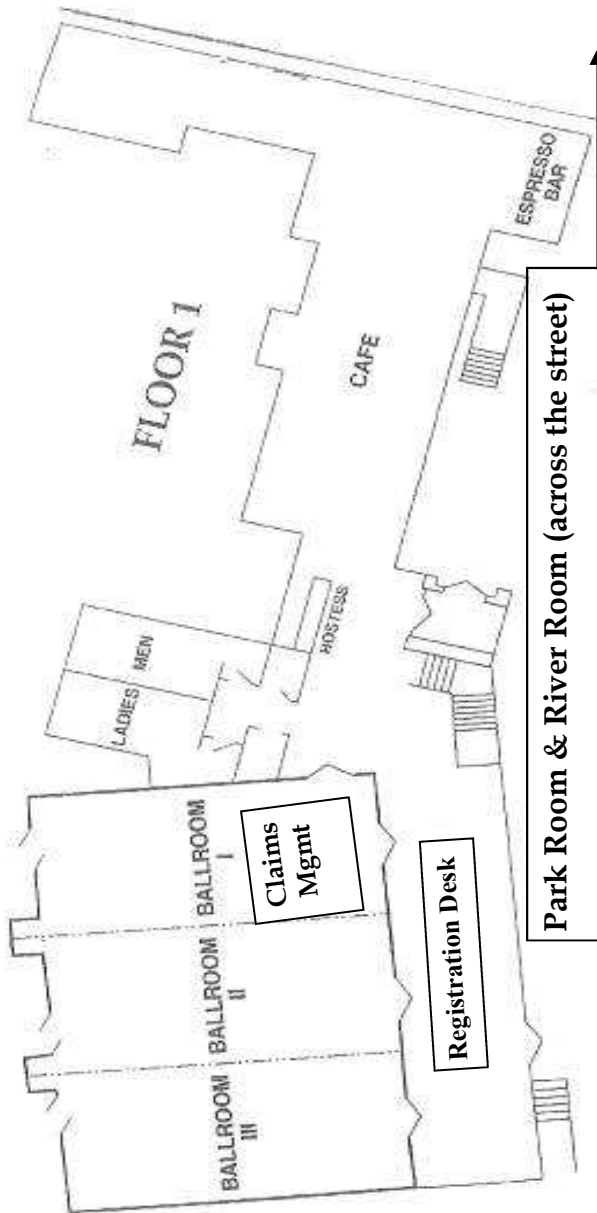 FLOOR 1
CAFE
ESPRESSO
BAR
HOSTESS
LADIES
MEN
BALLROOM
I
BALLROOM
II
BALLROOM
III
Claims
Mgmt
Registration Desk
Park Room & River Room (across the street)